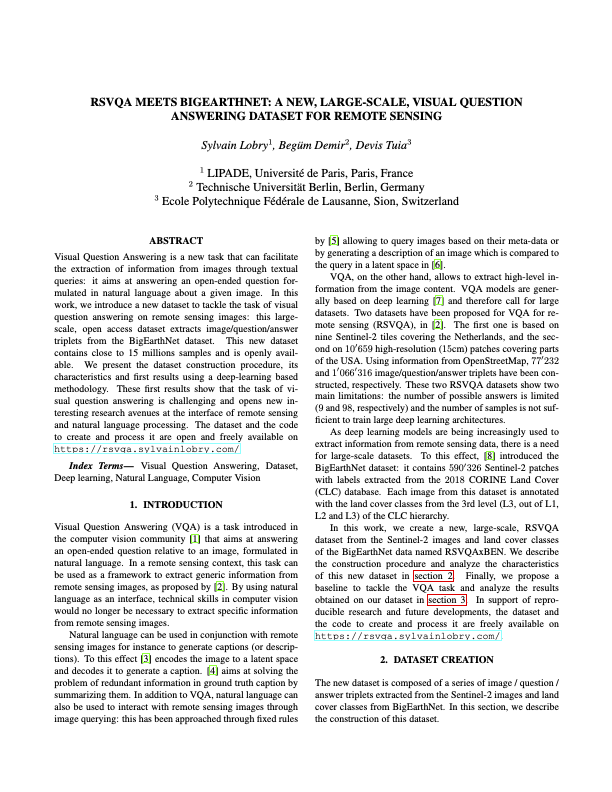 RSVQA MEETS BIGEARTHNET: A NEW, LARGE-SCALE, VISUAL QUESTION
ANSWERING DATASET FOR REMOTE SENSING
Sylvain Lobry1, Begüm Demir2, Devis Tuia3
1 LIPADE, Université de Paris, Paris, France
2 Technische Universität Berlin, Berlin, Germany
3 Ecole Polytechnique Fédérale de Lausanne, Sion, Switzerland
ABSTRACT
Visual Question Answering is a new task that can facilitate
the extraction of information from images through textual
queries: it aims at answering an open-ended question for-
mulated in natural language about a given image. In this
work, we introduce a new dataset to tackle the task of visual
question answering on remote sensing images: this large-
scale, open access dataset extracts image/question/answer
triplets from the BigEarthNet dataset. This new dataset
contains close to 15 millions samples and is openly avail-
able. We present the dataset construction procedure, its
characteristics and first results using a deep-learning based
methodology. These first results show that the task of vi-
sual question answering is challenging and opens new in-
teresting research avenues at the interface of remote sensing
and natural language processing. The dataset and the code
to create and process it are open and freely available on
https://rsvqa.sylvainlobry.com/
Index Terms— Visual Question Answering, Dataset,
Deep learning, Natural Language, Computer Vision
1. INTRODUCTION
Visual Question Answering (VQA) is a task introduced in
the computer vision community [1] that aims at answering
an open-ended question relative to an image, formulated in
natural language. In a remote sensing context, this task can
be used as a framework to extract generic information from
remote sensing images, as proposed by [2]. By using natural
language as an interface, technical skills in computer vision
would no longer be necessary to extract specific information
from remote sensing images.
Natural language can be used in conjunction with remote
sensing images for instance to generate captions (or descrip-
tions). To this effect [3] encodes the image to a latent space
and decodes it to generate a caption. [4] aims at solving the
problem of redundant information in ground truth caption by
summarizing them. In addition to VQA, natural language can
also be used to interact with remote sensing images through
image querying: this has been approached through fixed rules
by [5] allowing to query images based on their meta-data or
by generating a description of an image which is compared to
the query in a latent space in [6].
VQA, on the other hand, allows to extract high-level in-
formation from the image content. VQA models are gener-
ally based on deep learning [7] and therefore call for large
datasets. Two datasets have been proposed for VQA for re-
mote sensing (RSVQA), in [2]. The first one is based on
nine Sentinel-2 tiles covering the Netherlands, and the sec-
ond on 10′659 high-resolution (15cm) patches covering parts
of the USA. Using information from OpenStreetMap, 77′232
and 1′066′316 image/question/answer triplets have been con-
structed, respectively. These two RSVQA datasets show two
main limitations: the number of possible answers is limited
(9 and 98, respectively) and the number of samples is not suf-
ficient to train large deep learning architectures.
As deep learning models are being increasingly used to
extract information from remote sensing data, there is a need
for large-scale datasets. To this effect, [8] introduced the
BigEarthNet dataset: it contains 590′326 Sentinel-2 patches
with labels extracted from the 2018 CORINE Land Cover
(CLC) database. Each image from this dataset is annotated
with the land cover classes from the 3rd level (L3, out of L1,
L2 and L3) of the CLC hierarchy.
In this work, we create a new, large-scale, RSVQA
dataset from the Sentinel-2 images and land cover classes
of the BigEarthNet data named RSVQAxBEN. We describe
the construction procedure and analyze the characteristics
of this new dataset in section 2. Finally, we propose a
baseline to tackle the VQA task and analyze the results
obtained on our dataset in section 3. In support of repro-
ducible research and future developments, the dataset and
the code to create and process it are freely available on
https://rsvqa.sylvainlobry.com/.
2. DATASET CREATION
The new dataset is composed of a series of image / question /
answer triplets extracted from the Sentinel-2 images and land
cover classes from BigEarthNet. In this section, we describe
the construction of this dataset.